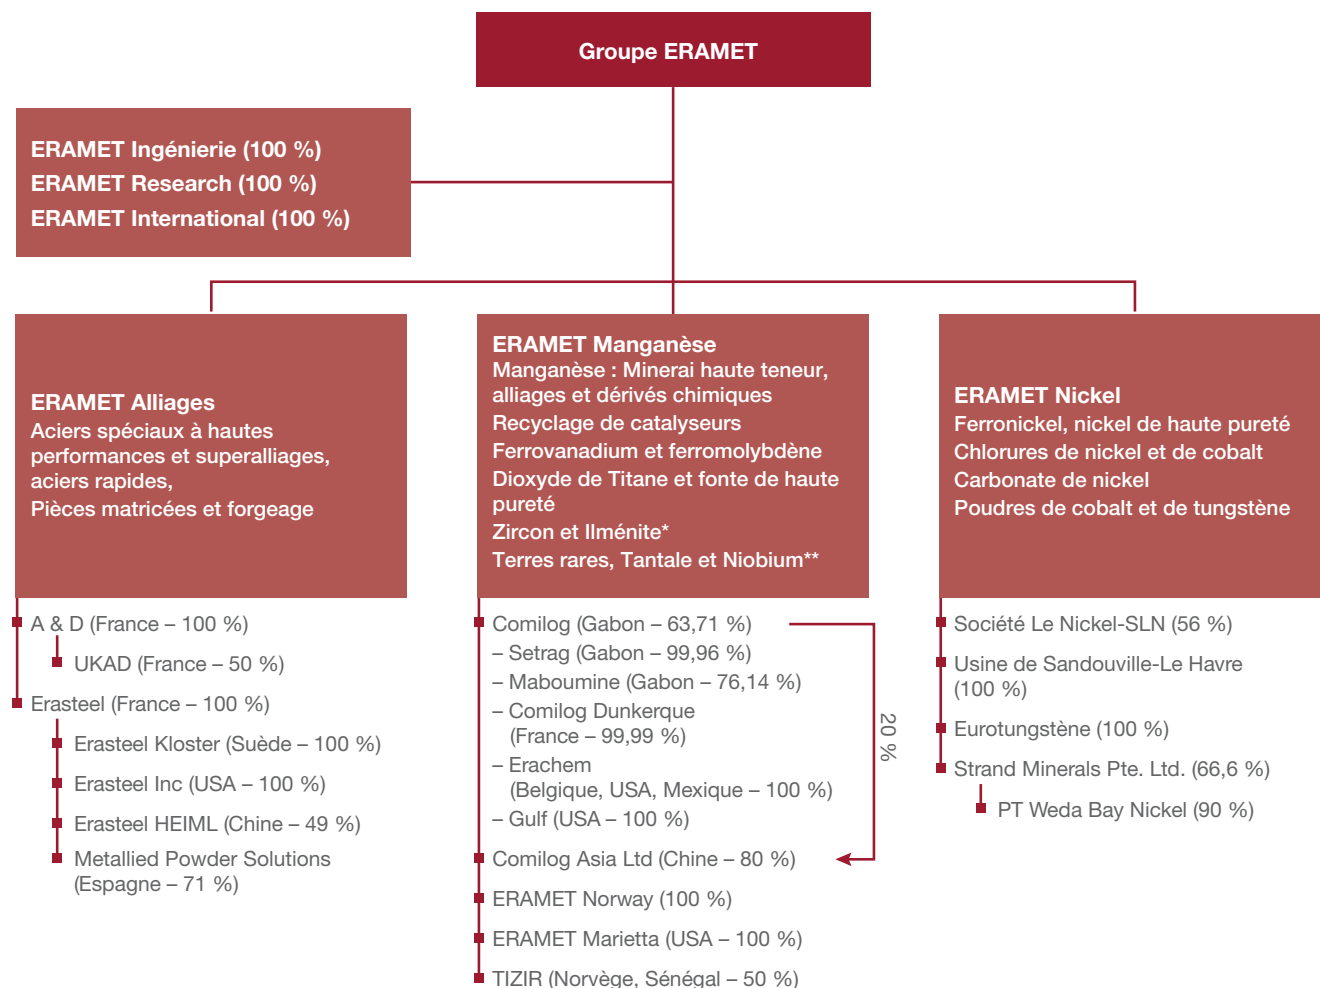 Groupe ERAMET
ERAMET Ingénierie (100 %)
ERAMET Research (100 %)
ERAMET International (100 %)
ERAMET Alliages
Aciers spéciaux à hautes
performances et superalliages,
aciers rapides,
Pièces matricées et forgeage
A & D (France – 100 %)
UKAD (France – 50 %)
Erasteel (France – 100 %)
Erasteel Kloster (Suède – 100 %)
Erasteel Inc (USA – 100 %)
Erasteel HEIML (Chine – 49 %)
Metallied Powder Solutions
(Espagne – 71 %)
ERAMET Manganèse
Manganèse : Minerai haute teneur,
alliages et dérivés chimiques
Recyclage de catalyseurs
Ferrovanadium et ferromolybdène
Dioxyde de Titane et fonte de haute
pureté
Zircon et Ilménite*
Terres rares, Tantale et Niobium**
Comilog (Gabon – 63,71 %)
– Setrag (Gabon – 99,96 %)
– Maboumine (Gabon – 76,14 %)
– Comilog Dunkerque
(France – 99,99 %)
– Erachem
(Belgique, USA, Mexique – 100 %)
– Gulf (USA – 100 %)
20 %
Comilog Asia Ltd (Chine – 80 %)
ERAMET Norway (100 %)
ERAMET Marietta (USA – 100 %)
TIZIR (Norvège, Sénégal – 50 %)
ERAMET Nickel
Ferronickel, nickel de haute pureté
Chlorures de nickel et de cobalt
Carbonate de nickel
Poudres de cobalt et de tungstène
Société Le Nickel-SLN (56 %)
Usine de Sandouville-Le Havre
(100 %)
Eurotungstène (100 %)
Strand Minerals Pte. Ltd. (66,6 %)
PT Weda Bay Nickel (90 %)